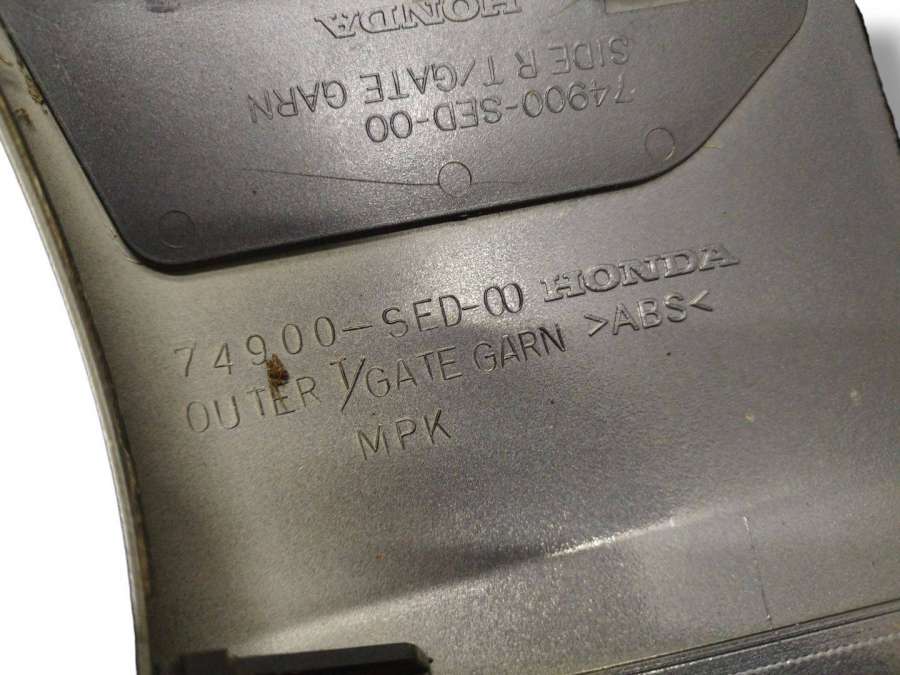 HONDA
SIDE R T/GATE GARN
74900-SED-00
74900-SED-00 HONDA
OUTER T/GATE GARN >ABS<
MPK